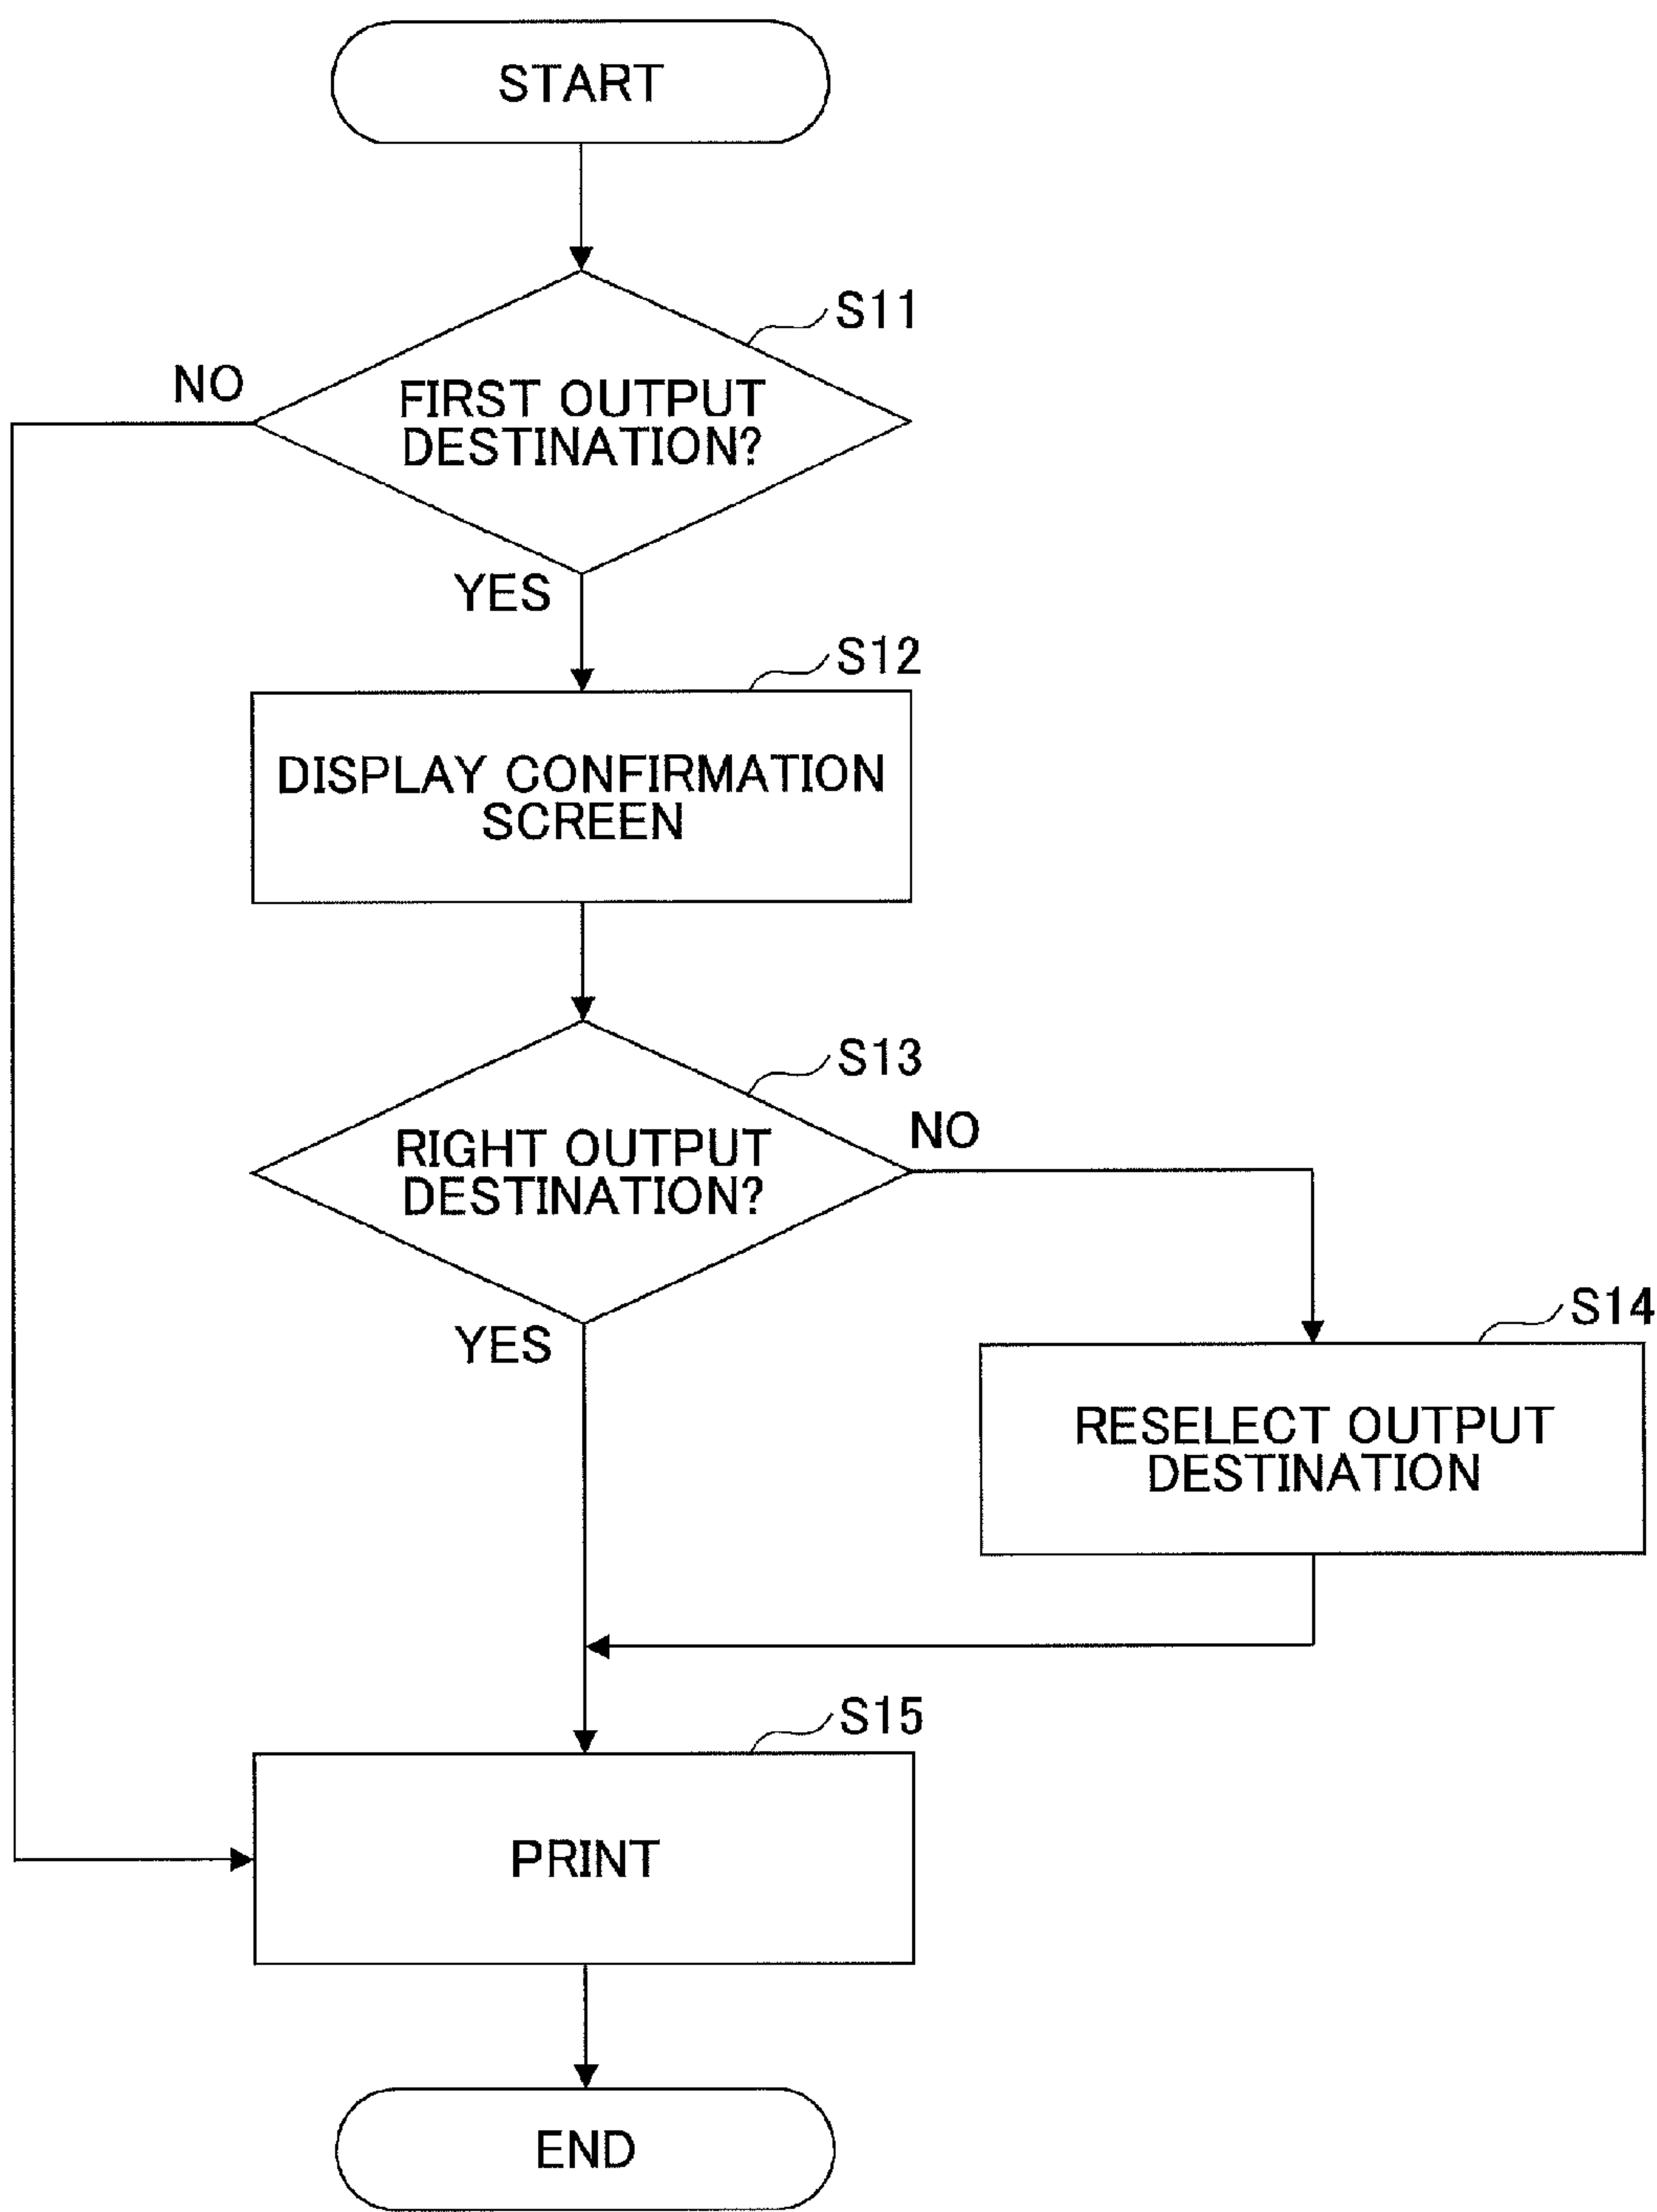 START
S11
NO
FIRST OUTPUT
DESTINATION?
YES
S12
DISPLAY CONFIRMATION
SCREEN
S13
NO
RIGHT OUTPUT
DESTINATION?
YES
S14
RESELECT OUTPUT
DESTINATION
S15
PRINT
END